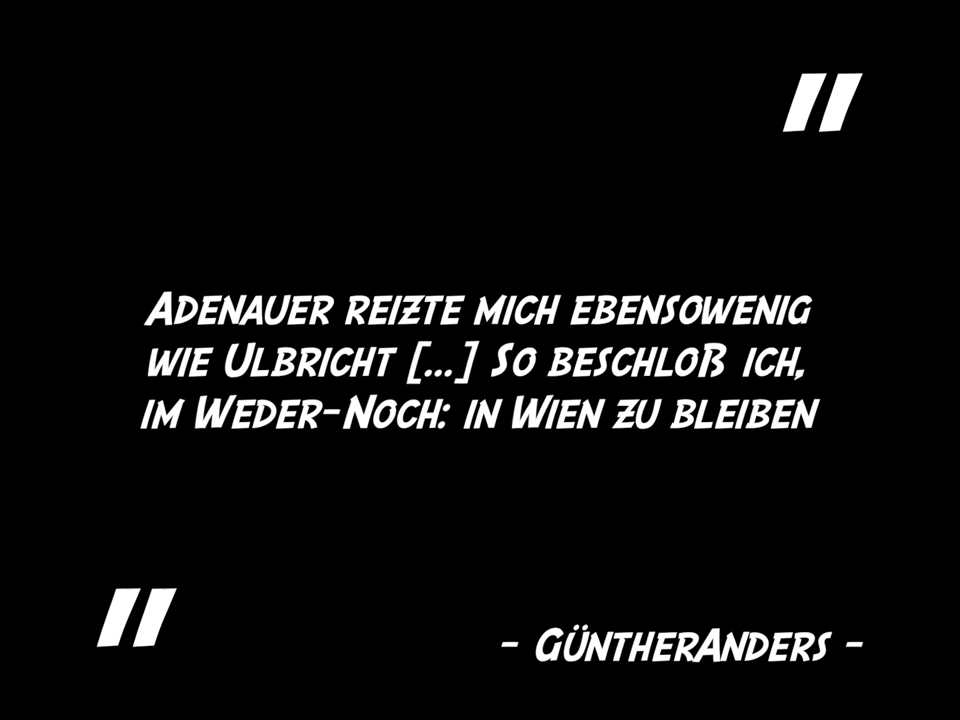 "
Adenauer reizte mich ebensowenig
wie Ulbricht [...] So beschloß ich,
im Weder-Noch: in Wien zu bleiben
"
- GüntherAnders -